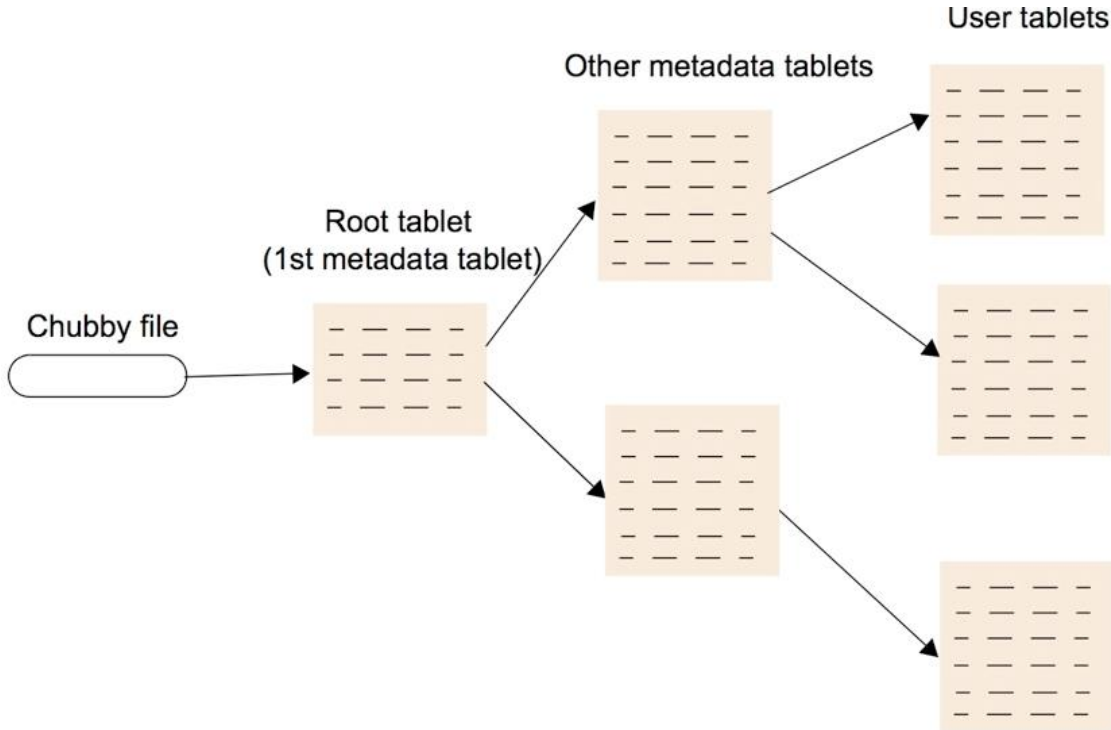 User tablets
Other metadata tablets
Root tablet
(1st metadata tablet)
Chubby file